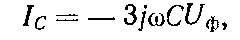 I_C = — 3jωCU_ф,